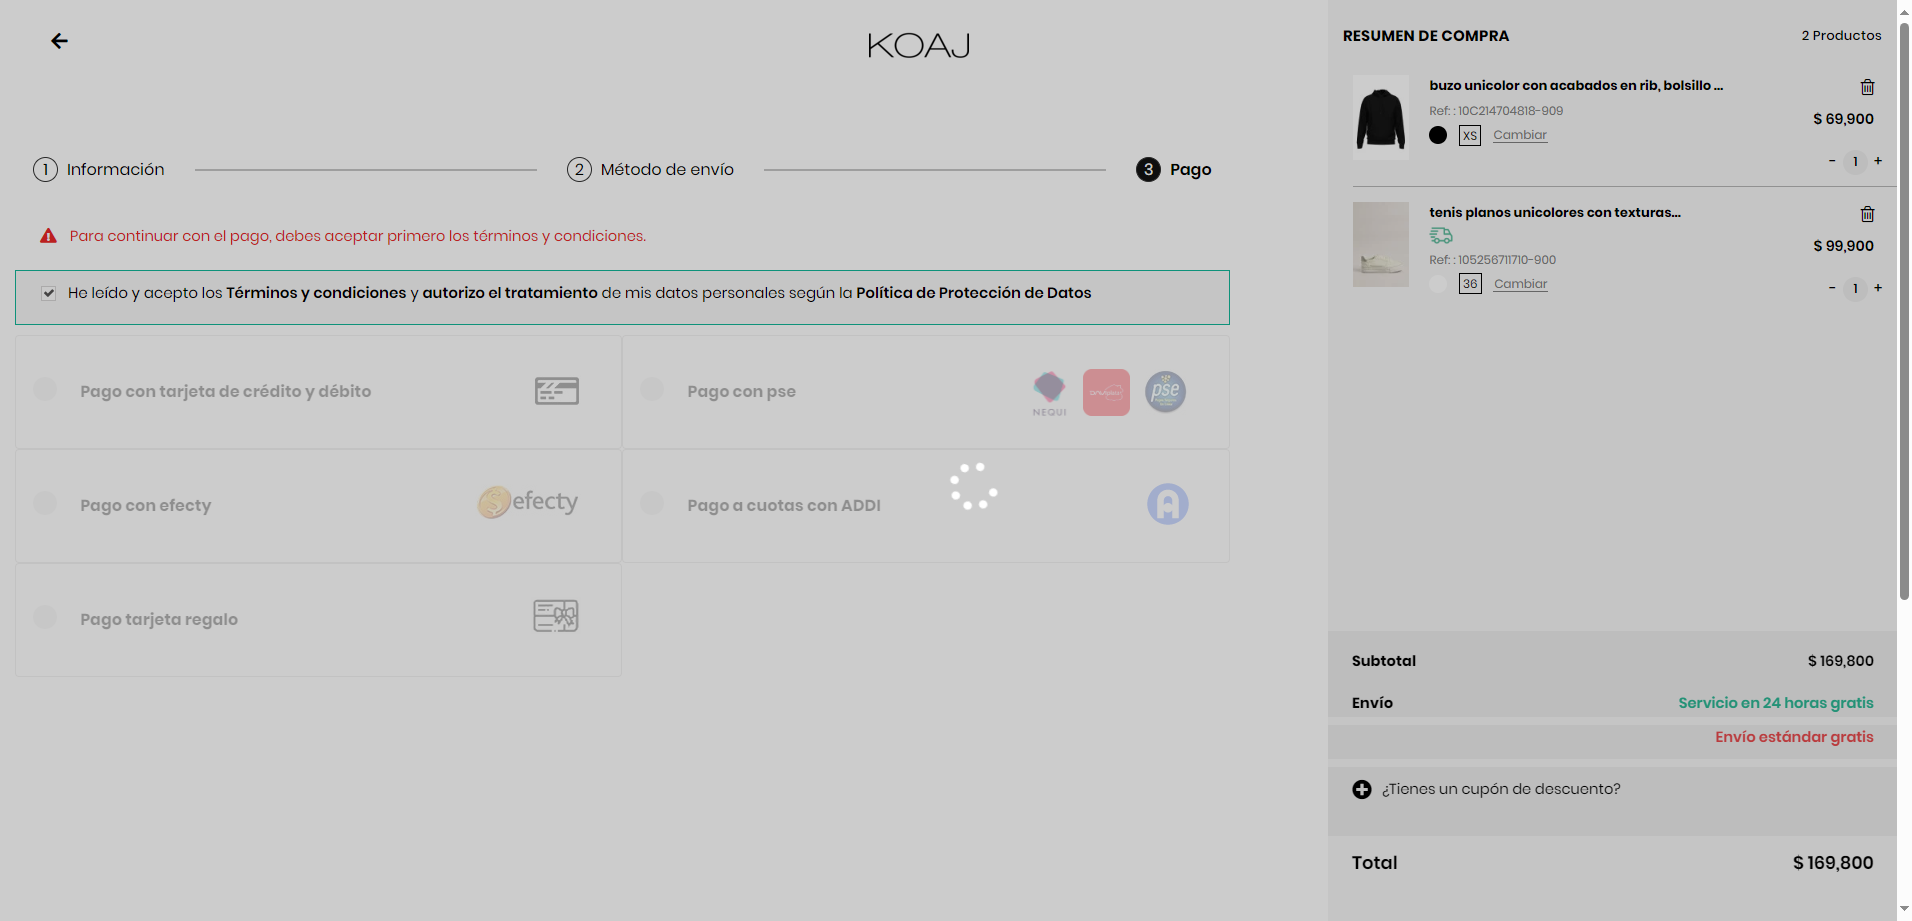 KOAJ
1 Información
2 Método de envío
3 Pago
Para continuar con el pago, debes aceptar primero los términos y condiciones.
He leído y acepto los Términos y condiciones y autorizo el tratamiento de mis datos personales según la Política de Protección de Datos
Pago con tarjeta de crédito y débito
Pago con pse
NEQUI
pse
Pago con efecty
efecty
Pago a cuotas con ADDI
Pago tarjeta regalo
RESUMEN DE COMPRA
2 Productos
buzo unicolor con acabados en rib, bolsillo ...
Ref: : 10C214704818-909
$ 69,900
XS Cambiar
- 1 +
tenis planos unicolores con texturas...
$ 99,900
Ref: : 105256711710-900
36 Cambiar
- 1 +
Subtotal $ 169,800
Envío Servicio en 24 horas gratis
Envío estándar gratis
¿Tienes un cupón de descuento?
Total $ 169,800